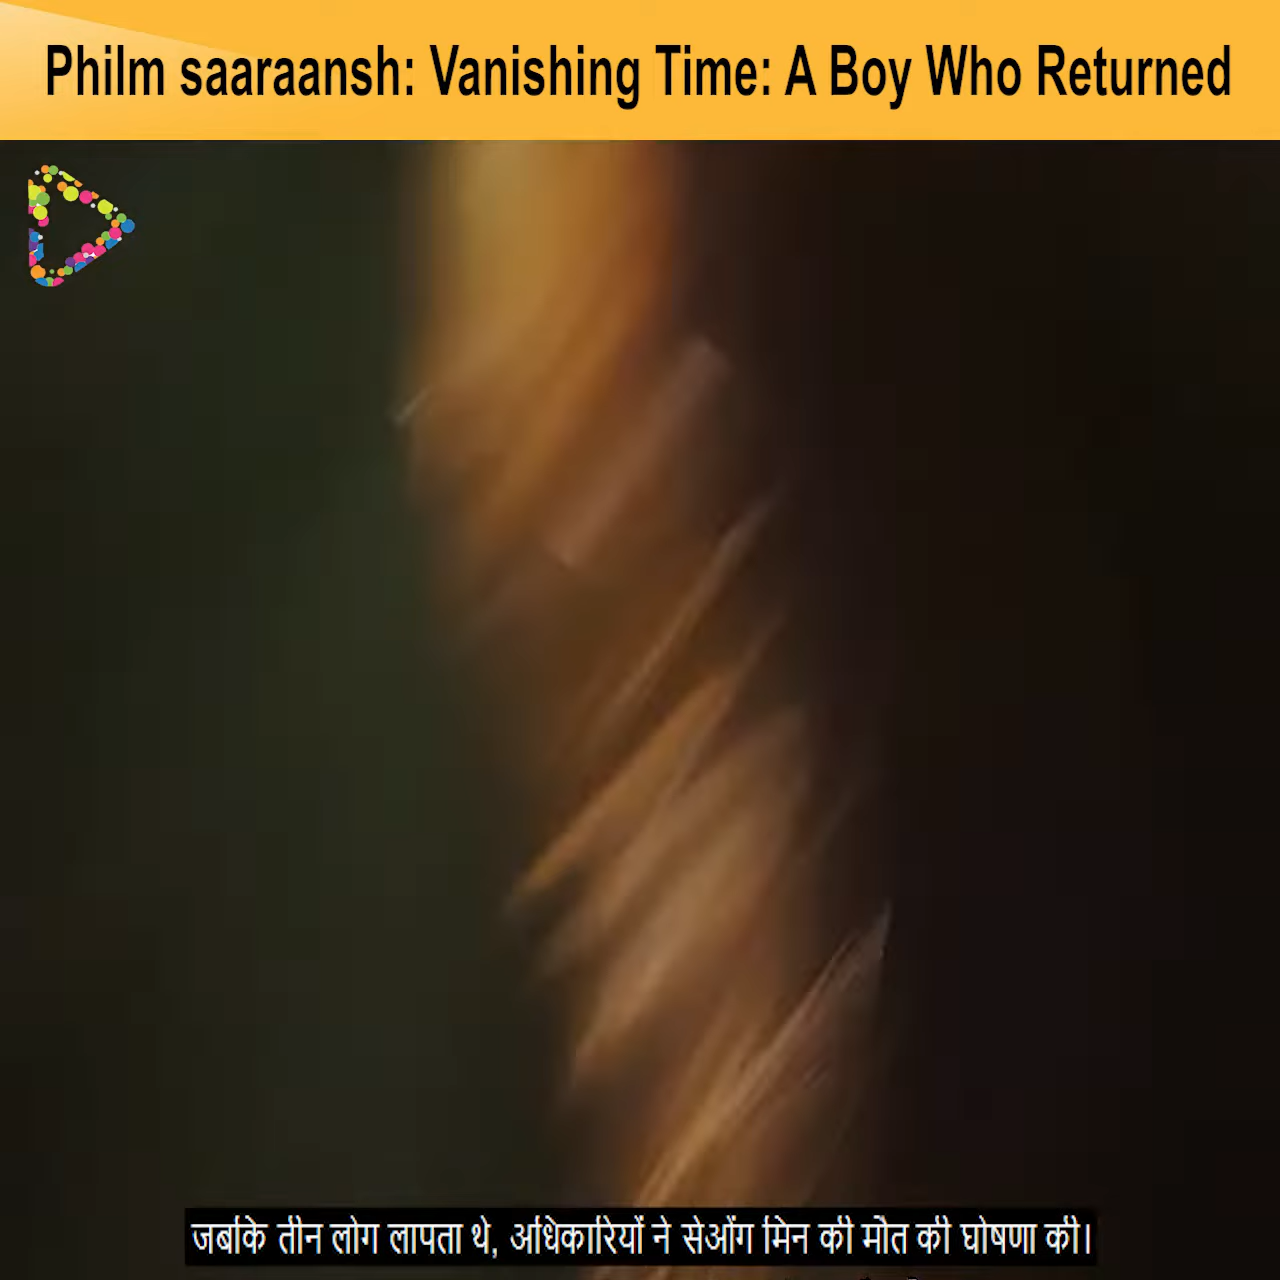 Philm saaraansh: Vanishing Time: A Boy Who Returned
जबकि तीन लोग लापता थे, अधिकारियों ने सेओंग मिन की मौत की घोषणा की।